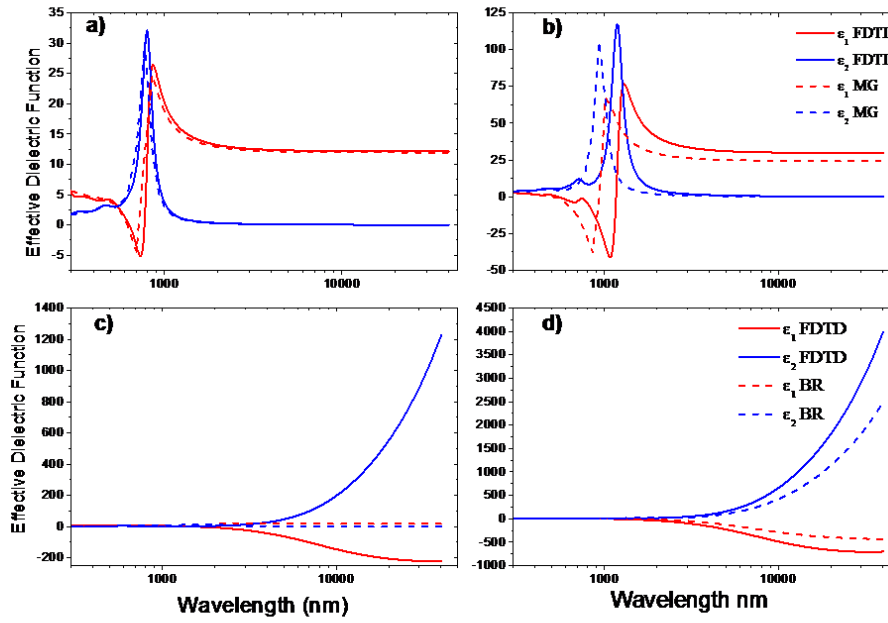 a)
Effective Dielectric Function
35
30
25
20
15
10
5
0
-5
1000
10000
b)
125
100
75
50
25
0
-25
50
1000
10000
ε1 FDTI
ε2 FDTI
ε1 MG
ε2 MG
c)
Effective Dielectric Function
1400
1200
1000
800
600
400
200
0
-200
1000
10000
Wavelength (nm)
d)
4500
4000
3500
3000
2500
2000
1500
1000
500
0
-500
-1000
1000
10000
Wavelength nm
ε1 FDTD
ε2 FDTD
ε1 BR
ε2 BR